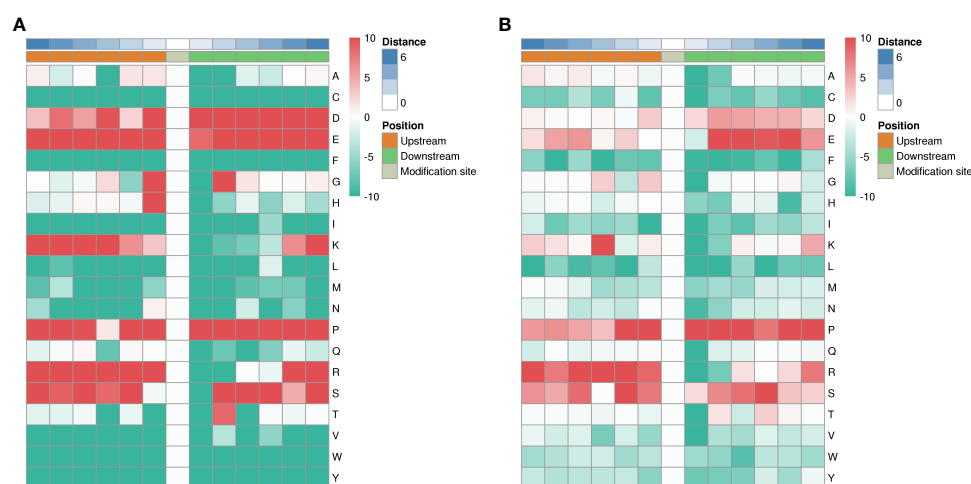 A
10
5
0
-5
-10
Distance
6
0
Position
Upstream
Downstream
Modification site
A
C
D
E
F
G
H
I
K
L
M
N
P
Q
R
S
T
V
W
Y
B
10
5
0
-5
-10
Distance
6
0
Position
Upstream
Downstream
Modification site
A
C
D
E
F
G
H
I
K
L
M
N
P
Q
R
S
T
V
W
Y